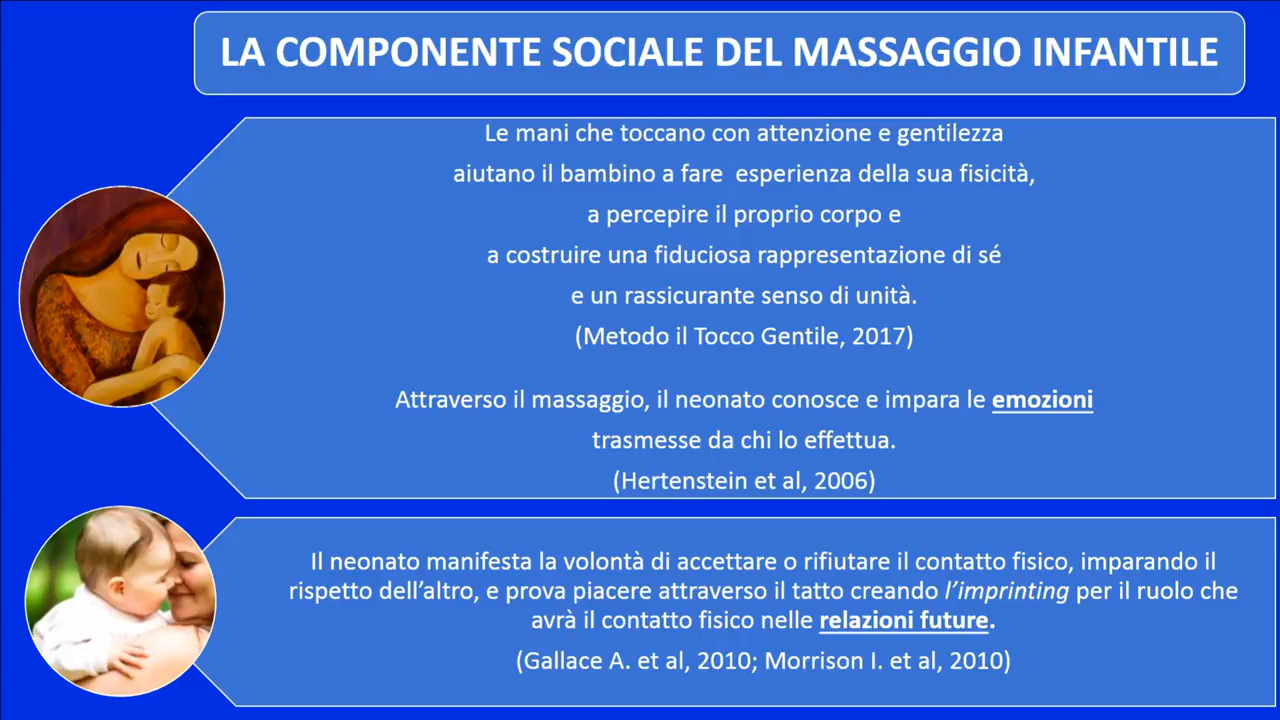 LA COMPONENTE SOCIALE DEL MASSAGGIO INFANTILE
Le mani che toccano con attenzione e gentilezza
aiutano il bambino a fare  esperienza della sua fisicità,
a percepire il proprio corpo e
a costruire una fiduciosa rappresentazione di sé
e un rassicurante senso di unità.
(Metodo il Tocco Gentile, 2017)
Attraverso il massaggio, il neonato conosce e impara le emozioni
trasmesse da chi lo effettua.
(Hertenstein et al, 2006)
Il neonato manifesta la volontà di accettare o rifiutare il contatto fisico, imparando il
rispetto dell’altro, e prova piacere attraverso il tatto creando l’imprinting per il ruolo che
avrà il contatto fisico nelle relazioni future.
(Gallace A. et al, 2010; Morrison I. et al, 2010)